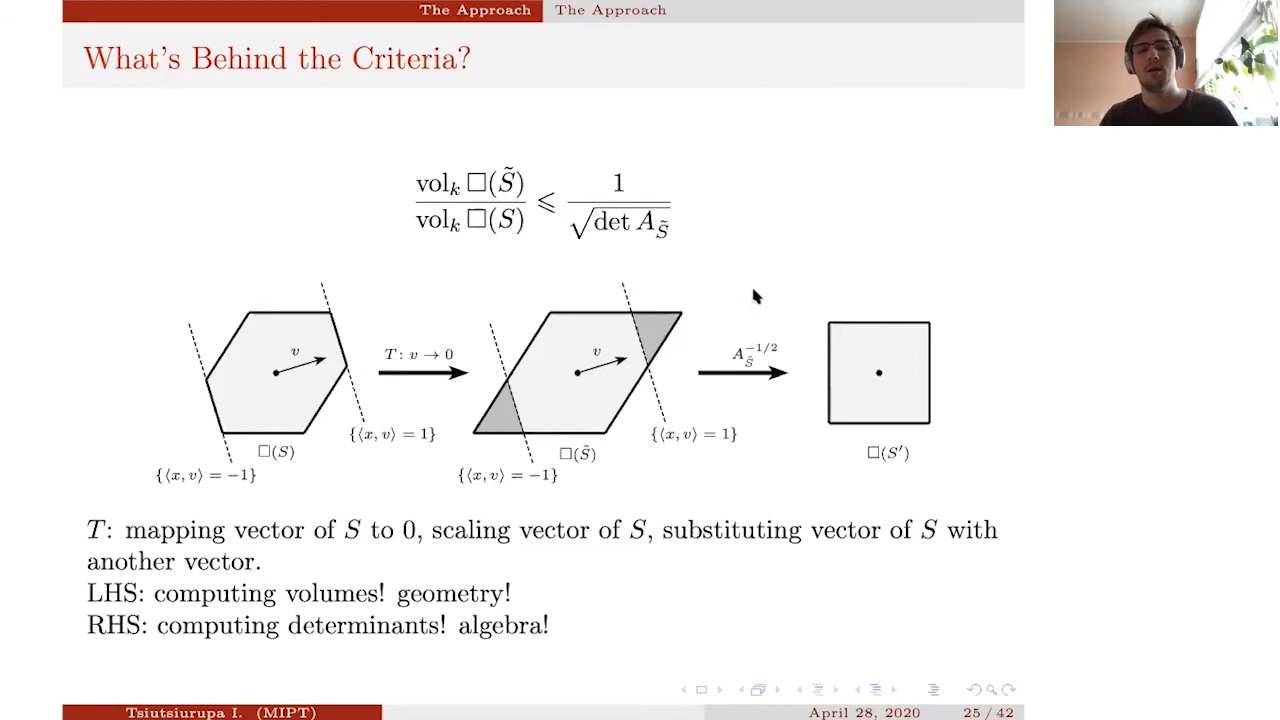 The Approach The Approach
What's Behind the Criteria?
vol_k □(S̃) / vol_k □(S) ⩽ 1 / √det A_S̃
v T: v → 0 v A_S̃^{-1/2}
{⟨x, v⟩ = 1} {⟨x, v⟩ = 1}
□(S) □(S̃) □(S′)
{⟨x, v⟩ = −1} {⟨x, v⟩ = −1}
T: mapping vector of S to 0, scaling vector of S, substituting vector of S with
another vector.
LHS: computing volumes! geometry!
RHS: computing determinants! algebra!
Tsiutsiurupa I. (MIPT) April 28, 2020 25 / 42